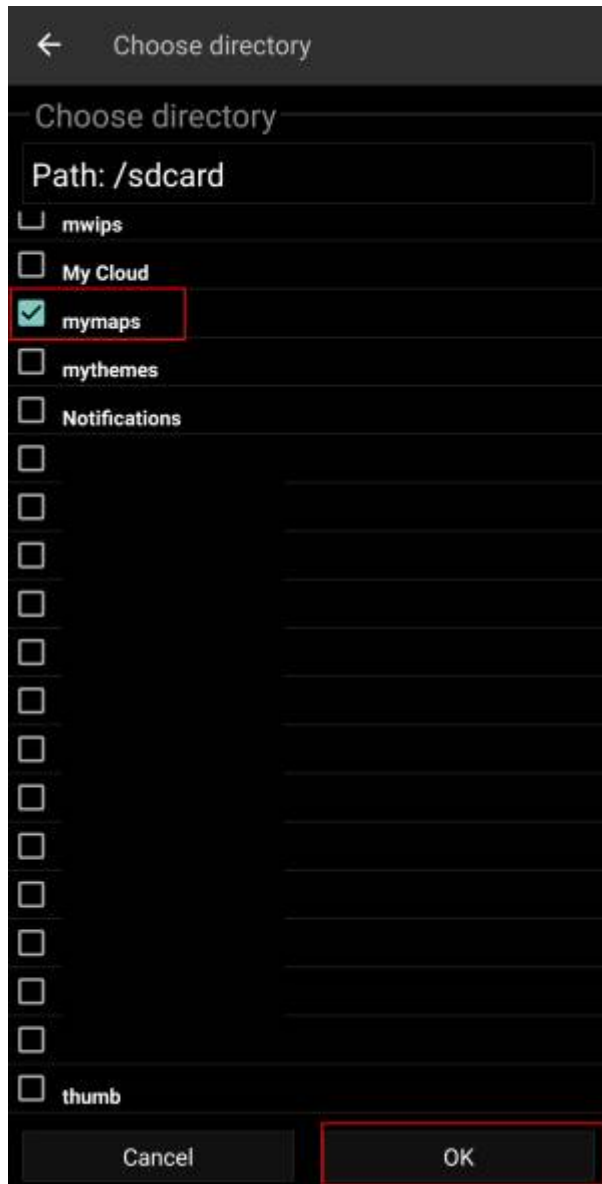 Choose directory
Choose directory
Path: /sdcard
mwips
My Cloud
mymaps
mythemes
Notifications
thumb
Cancel
OK